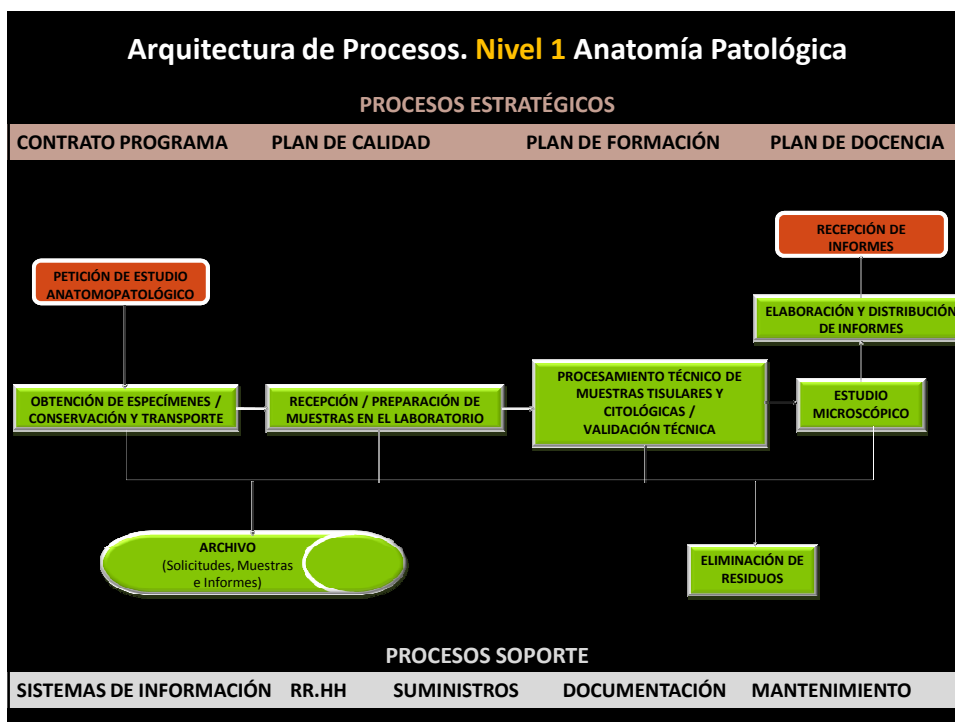 Arquitectura de Procesos. Nivel 1 Anatomía Patológica
PROCESOS ESTRATÉGICOS
CONTRATO PROGRAMA PLAN DE CALIDAD PLAN DE FORMACIÓN PLAN DE DOCENCIA
RECEPCIÓN DE
INFORMES
PETICIÓN DE ESTUDIO
ANATOMOPATOLÓGICO
ELABORACIÓN Y DISTRIBUCIÓN
DE INFORMES
OBTENCIÓN DE ESPECÍMENES /
CONSERVACIÓN Y TRANSPORTE
RECEPCIÓN / PREPARACIÓN DE
MUESTRAS EN EL LABORATORIO
PROCESAMIENTO TÉCNICO DE
MUESTRAS TISULARES Y
CITOLÓGICAS /
VALIDACIÓN TÉCNICA
ESTUDIO
MICROSCÓPICO
ARCHIVO
(Solicitudes, Muestras
e Informes)
ELIMINACIÓN DE
RESIDUOS
PROCESOS SOPORTE
SISTEMAS DE INFORMACIÓN RR.HH SUMINISTROS DOCUMENTACIÓN MANTENIMIENTO